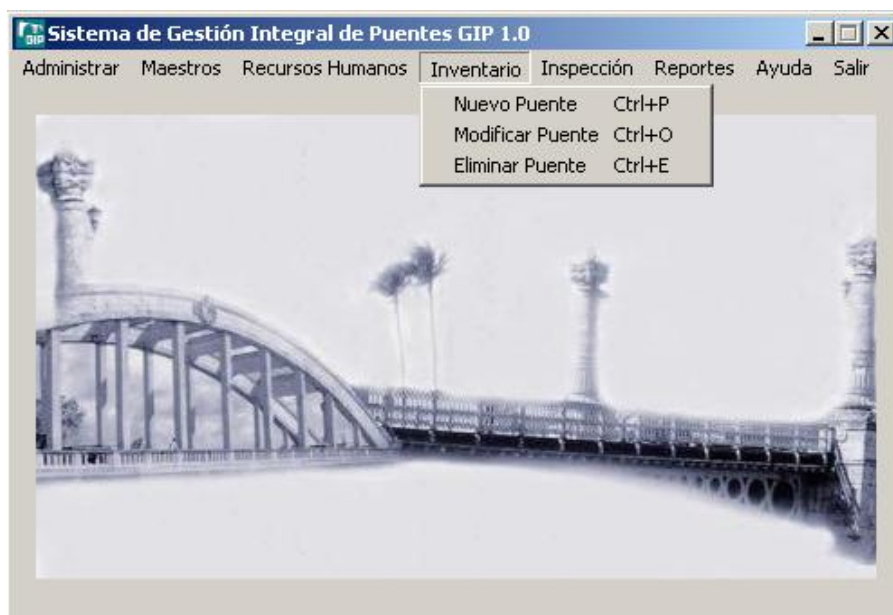 GIP Sistema de Gestión Integral de Puentes GIP 1.0
Administrar Maestros Recursos Humanos Inventario Inspección Reportes Ayuda Salir
Nuevo Puente Ctrl+P
Modificar Puente Ctrl+O
Eliminar Puente Ctrl+E